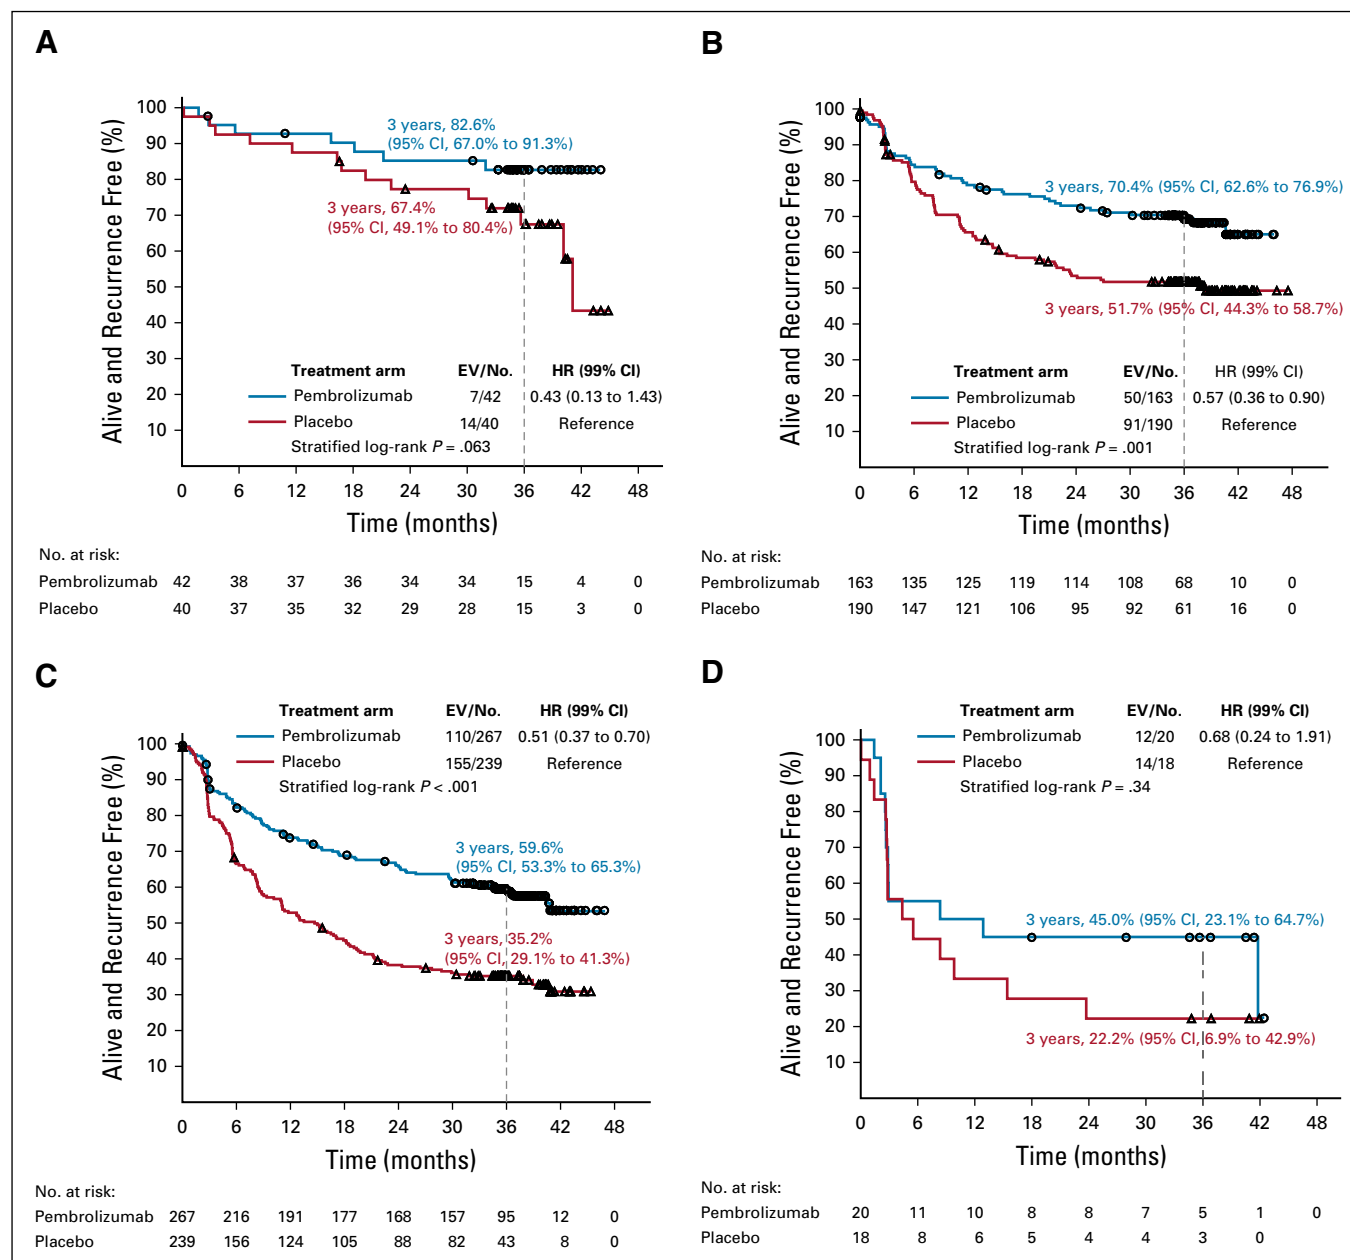 A
Alive and Recurrence Free (%)
100
90
80
70
60
50
40
30
20
10
3 years, 82.6%
(95% CI, 67.0% to 91.3%)
3 years, 67.4%
(95% CI, 49.1% to 80.4%)
Treatment arm EV/No. HR (99% CI)
Pembrolizumab 7/42 0.43 (0.13 to 1.43)
Placebo 14/40 Reference
Stratified log-rank P = .063
0 6 12 18 24 30 36 42 48
Time (months)
No. at risk:
Pembrolizumab 42 38 37 36 34 34 15 4 0
Placebo 40 37 35 32 29 28 15 3 0
B
Alive and Recurrence Free (%)
100
90
80
70
60
50
40
30
20
10
3 years, 70.4% (95% CI, 62.6% to 76.9%)
3 years, 51.7% (95% CI, 44.3% to 58.7%)
Treatment arm EV/No. HR (99% CI)
Pembrolizumab 50/163 0.57 (0.36 to 0.90)
Placebo 91/190 Reference
Stratified log-rank P = .001
0 6 12 18 24 30 36 42 48
Time (months)
No. at risk:
Pembrolizumab 163 135 125 119 114 108 68 10 0
Placebo 190 147 121 106 95 92 61 16 0
C
Treatment arm EV/No. HR (99% CI)
Pembrolizumab 110/267 0.51 (0.37 to 0.70)
Placebo 155/239 Reference
Stratified log-rank P < .001
Alive and Recurrence Free (%)
100
90
80
70
60
50
40
30
20
10
3 years, 59.6%
(95% CI, 53.3% to 65.3%)
3 years, 35.2%
(95% CI, 29.1% to 41.3%)
0 6 12 18 24 30 36 42 48
Time (months)
No. at risk:
Pembrolizumab 267 216 191 177 168 157 95 12 0
Placebo 239 156 124 105 88 82 43 8 0
D
Treatment arm EV/No. HR (99% CI)
Pembrolizumab 12/20 0.68 (0.24 to 1.91)
Placebo 14/18 Reference
Stratified log-rank P = .34
Alive and Recurrence Free (%)
100
90
80
70
60
50
40
30
20
10
3 years, 45.0% (95% CI, 23.1% to 64.7%)
3 years, 22.2% (95% CI, 6.9% to 42.9%)
0 6 12 18 24 30 36 42 48
Time (months)
No. at risk:
Pembrolizumab 20 11 10 8 8 7 5 1 0
Placebo 18 8 6 5 4 4 3 0